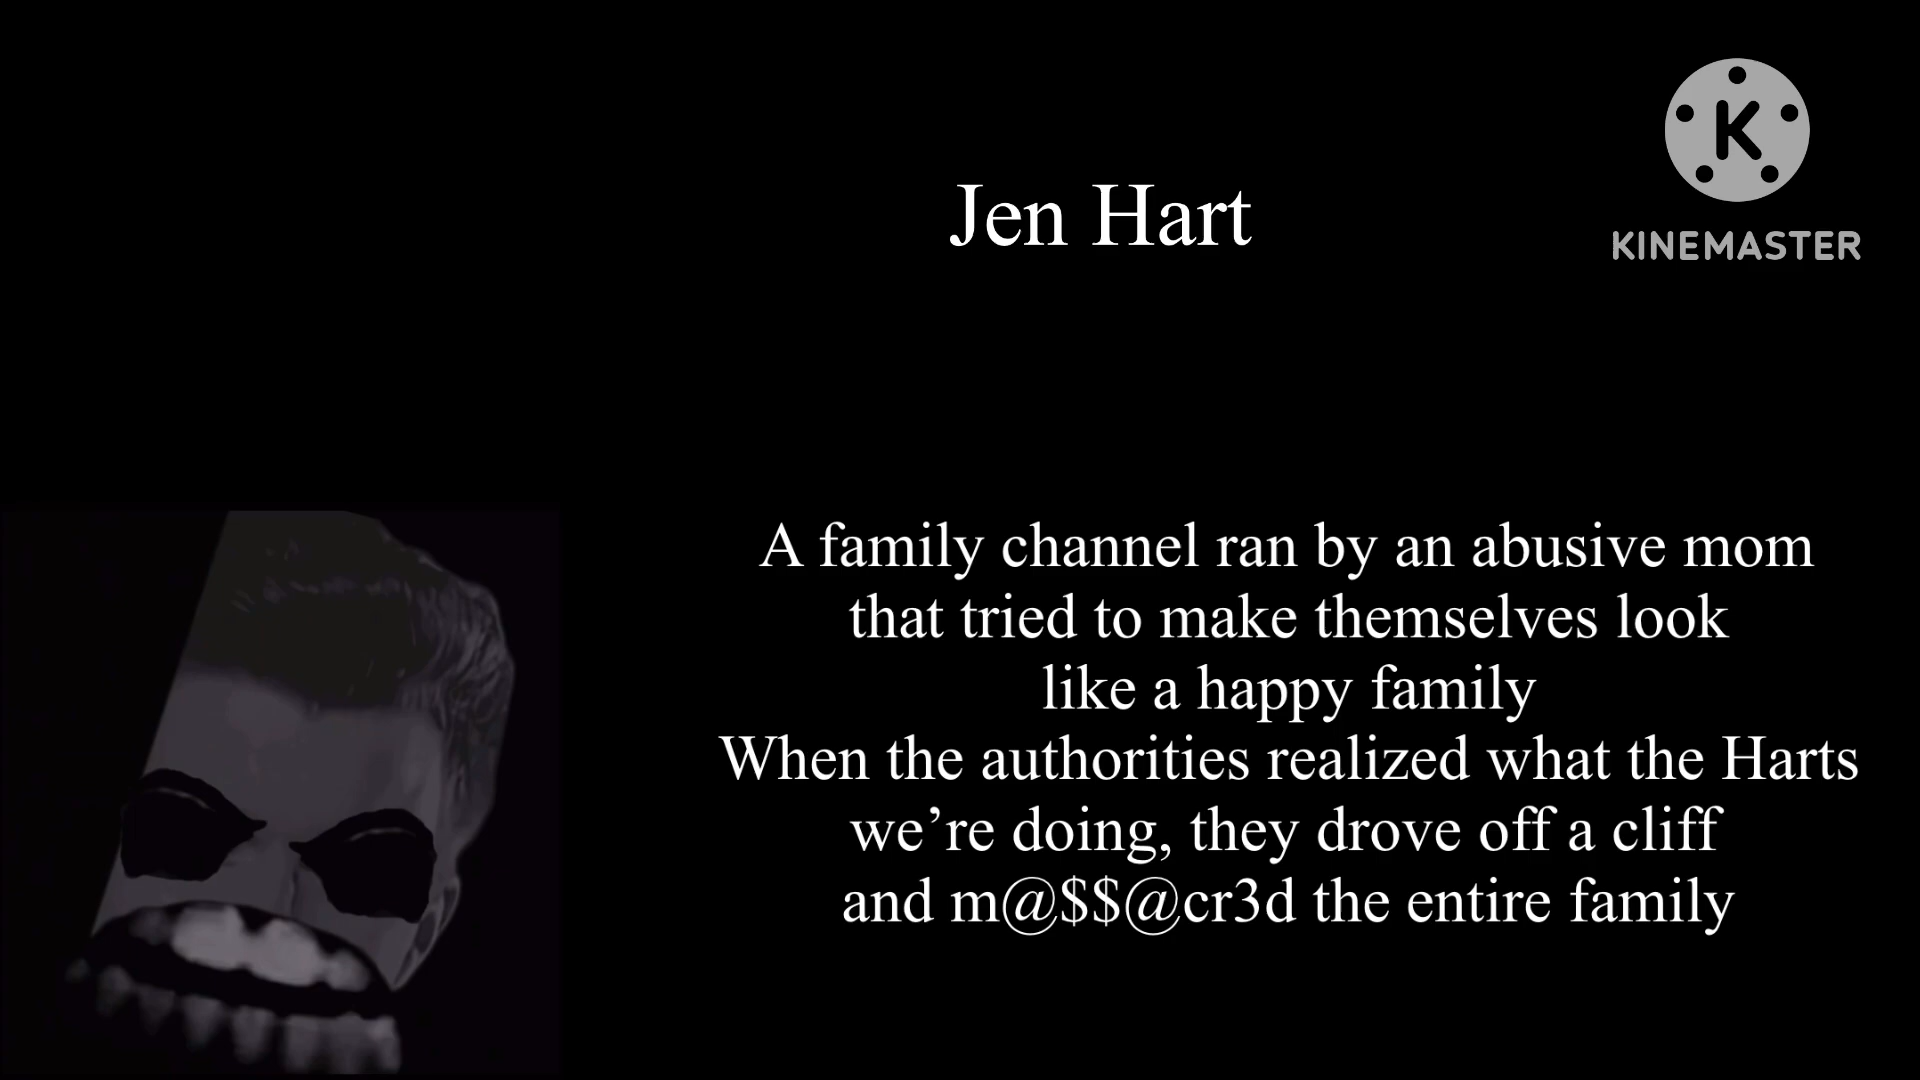 Jen Hart
K
KINEMASTER
A family channel ran by an abusive mom
that tried to make themselves look
like a happy family
When the authorities realized what the Harts
we’re doing, they drove off a cliff
and m@$$@cr3d the entire family